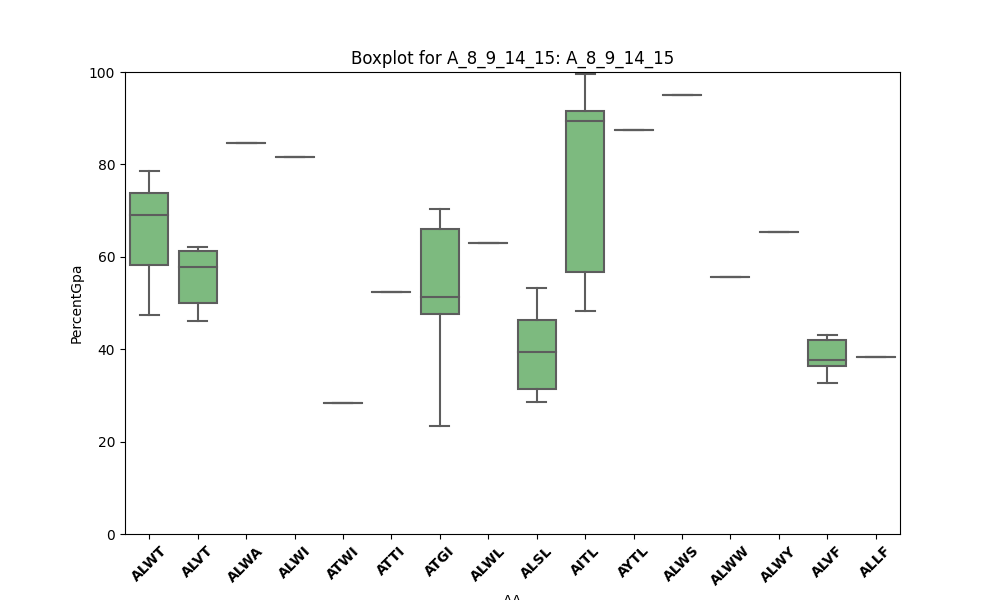 Boxplot for A_8_9_14_15: A_8_9_14_15
PercentGpa
100
80
60
40
20
0
ALWT ALVT ALWA ALWI ATWI ATTI ATGI ALWL ALSL AITL AYTL ALWS ALWW ALWY ALVF ALLF
AA